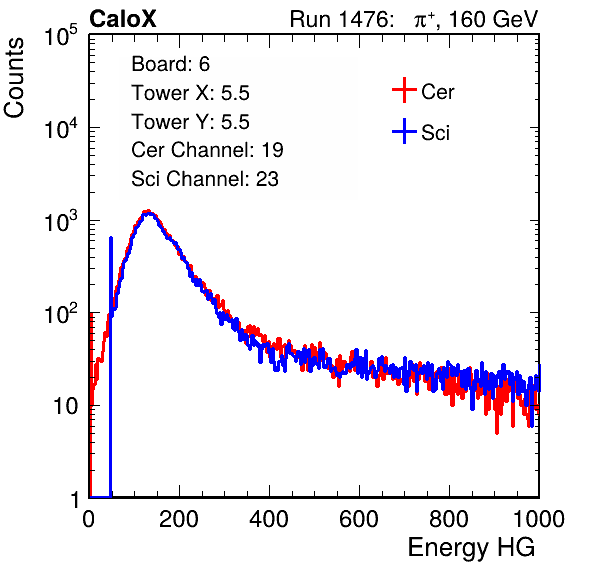 CaloX Run 1476: π⁺, 160 GeV
Counts
10⁵
10⁴
10³
10²
10
1
Board: 6
Tower X: 5.5
Tower Y: 5.5
Cer Channel: 19
Sci Channel: 23
Cer
Sci
0 200 400 600 800 1000
Energy HG